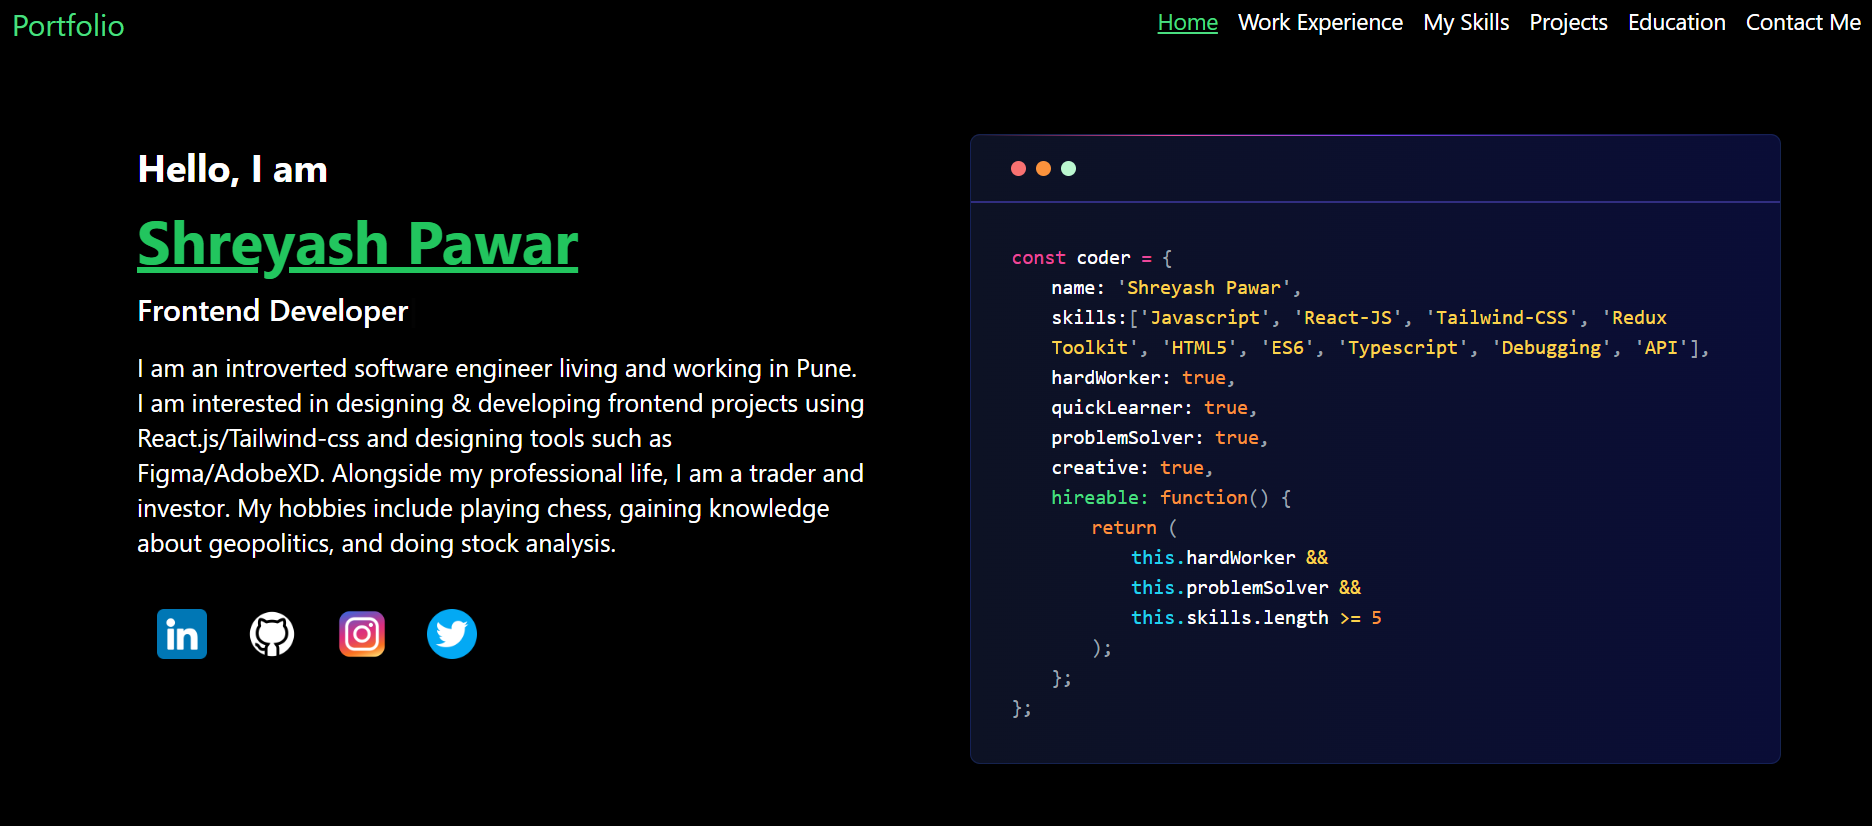 Portfolio
Home Work Experience My Skills Projects Education Contact Me
Hello, I am
Shreyash Pawar
Frontend Developer
I am an introverted software engineer living and working in Pune.
I am interested in designing & developing frontend projects using
React.js/Tailwind-css and designing tools such as
Figma/AdobeXD. Alongside my professional life, I am a trader and
investor. My hobbies include playing chess, gaining knowledge
about geopolitics, and doing stock analysis.
in
const coder = {
name: 'Shreyash Pawar',
skills:['Javascript', 'React-JS', 'Tailwind-CSS', 'Redux
Toolkit', 'HTML5', 'ES6', 'Typescript', 'Debugging', 'API'],
hardWorker: true,
quickLearner: true,
problemSolver: true,
creative: true,
hireable: function() {
return (
this.hardWorker &&
this.problemSolver &&
this.skills.length >= 5
);
};
};